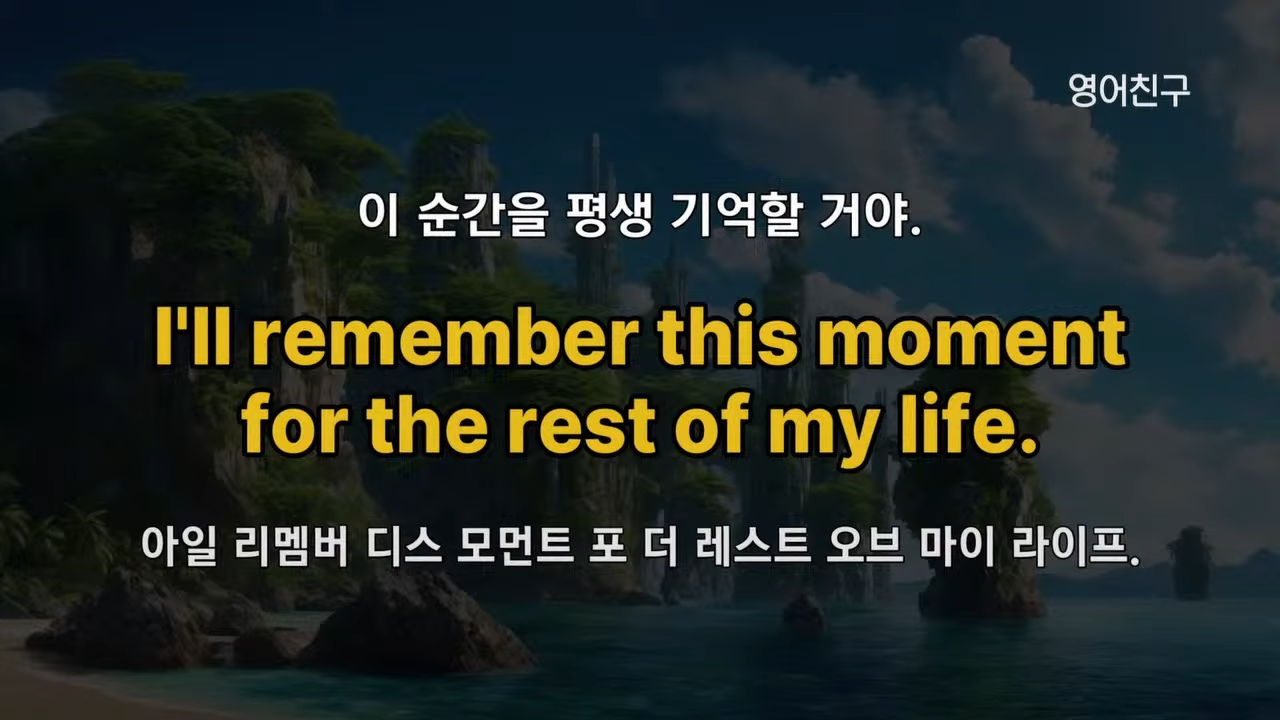 영어친구
이 순간을 평생 기억할 거야.
I'll remember this moment
for the rest of my life.
아일 리멤버 디스 모먼트 포 더 레스트 오브 마이 라이프.